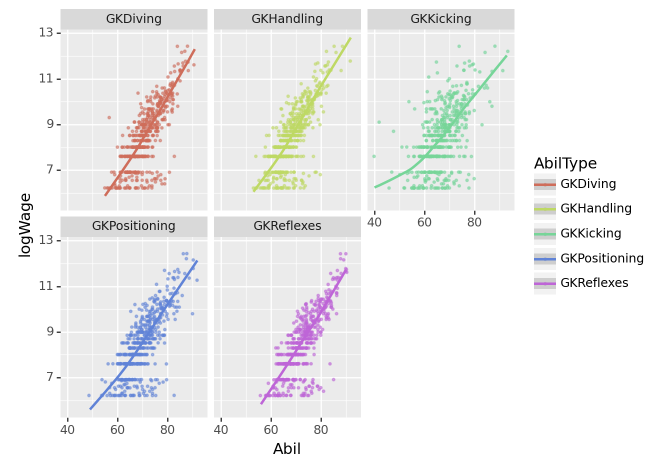 GKDiving GKHandling GKKicking
13
11
9
7
40 60 80
GKPositioning GKReflexes
13
11
9
7
40 60 80 40 60 80
logWage
Abil
AbilType
GKDiving
GKHandling
GKKicking
GKPositioning
GKReflexes